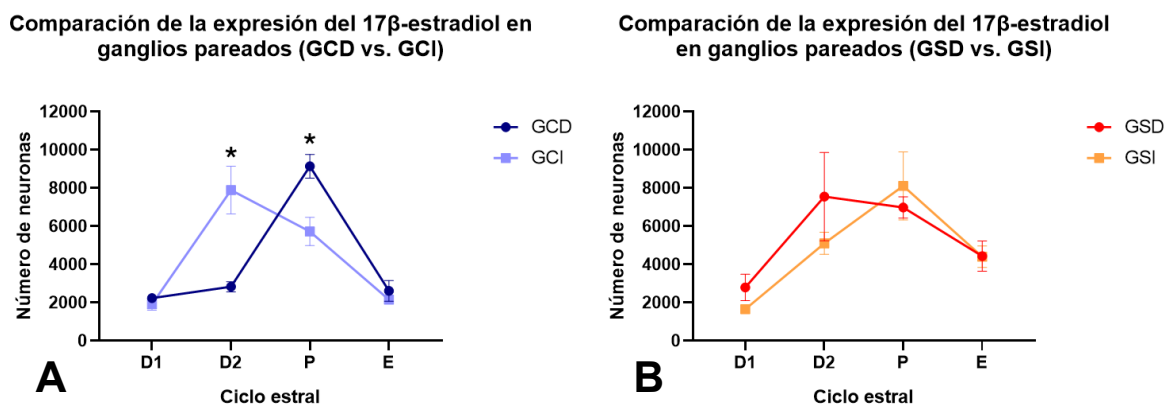 Comparación de la expresión del 17β-estradiol en
ganglios pareados (GCD vs. GCI)
12000
10000
8000
6000
4000
2000
0
Número de neuronas
*
*
GCD
GCI
D1
D2
P
E
Ciclo estral
A
Comparación de la expresión del 17β-estradiol
en ganglios pareados (GSD vs. GSI)
12000
10000
8000
6000
4000
2000
0
Número de neuronas
GSD
GSI
D1
D2
P
E
Ciclo estral
B